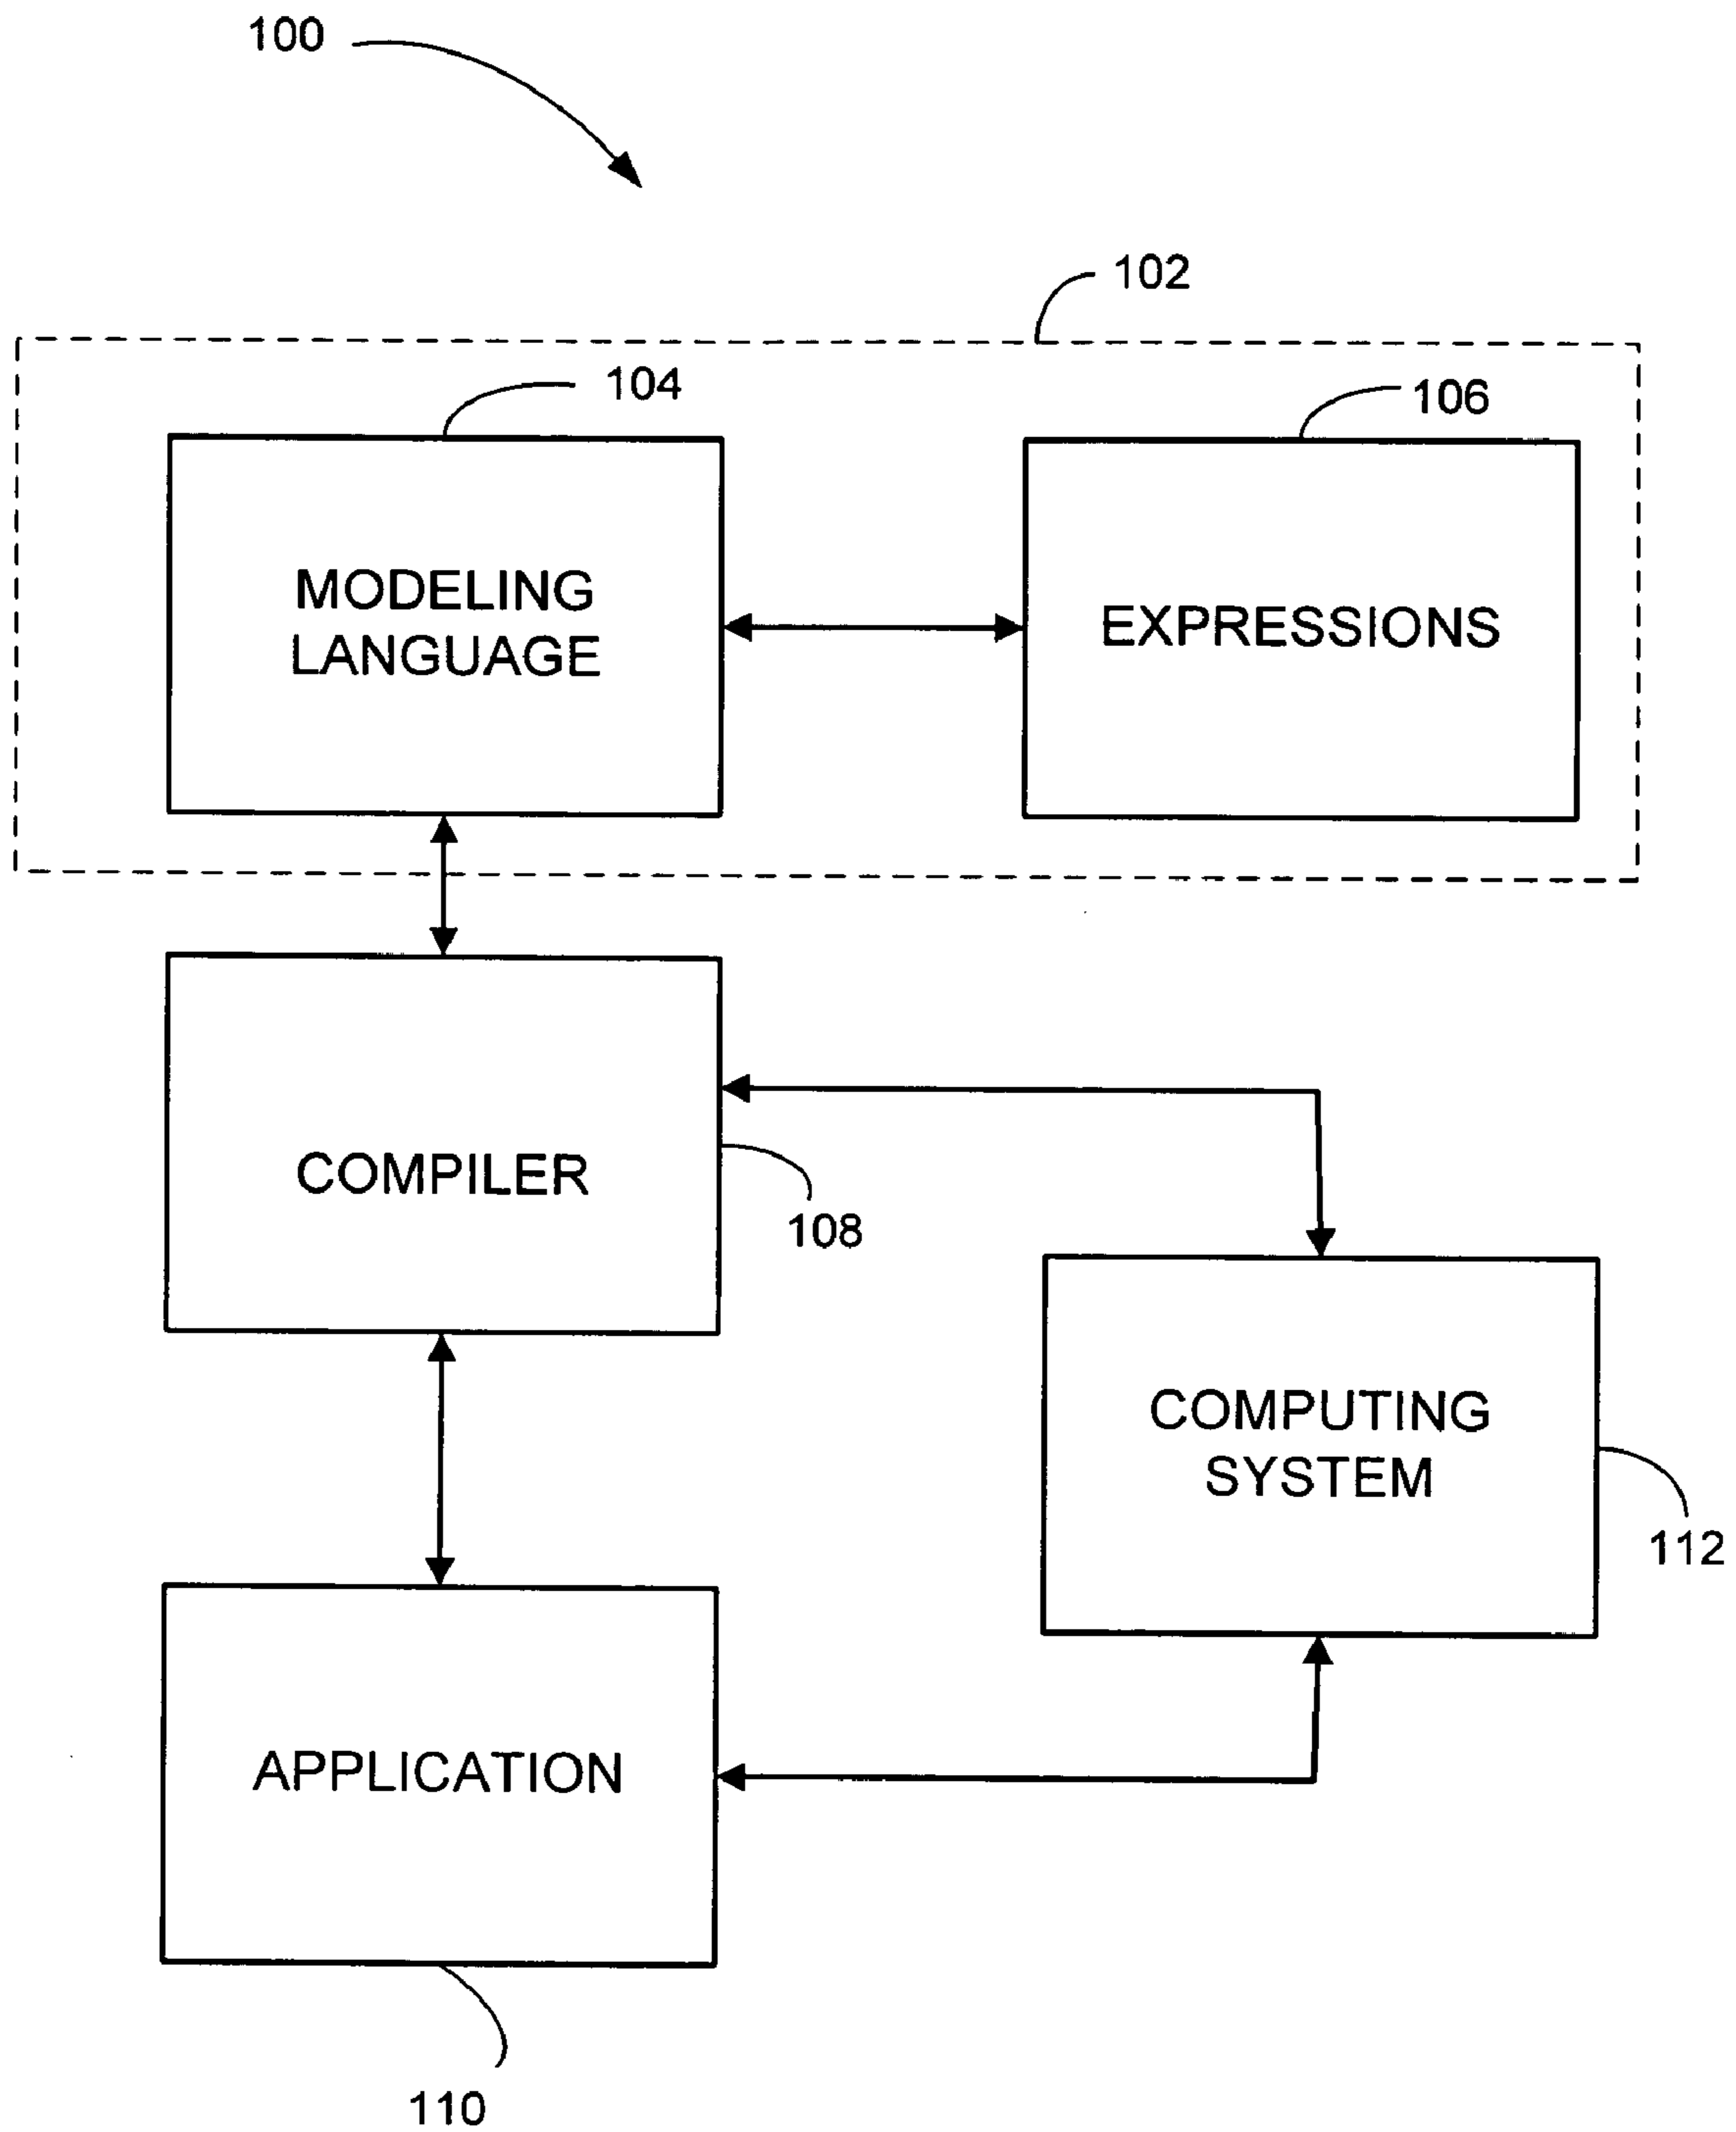 100
102
104
106
MODELING
LANGUAGE
EXPRESSIONS
COMPILER
108
COMPUTING
SYSTEM
112
APPLICATION
110